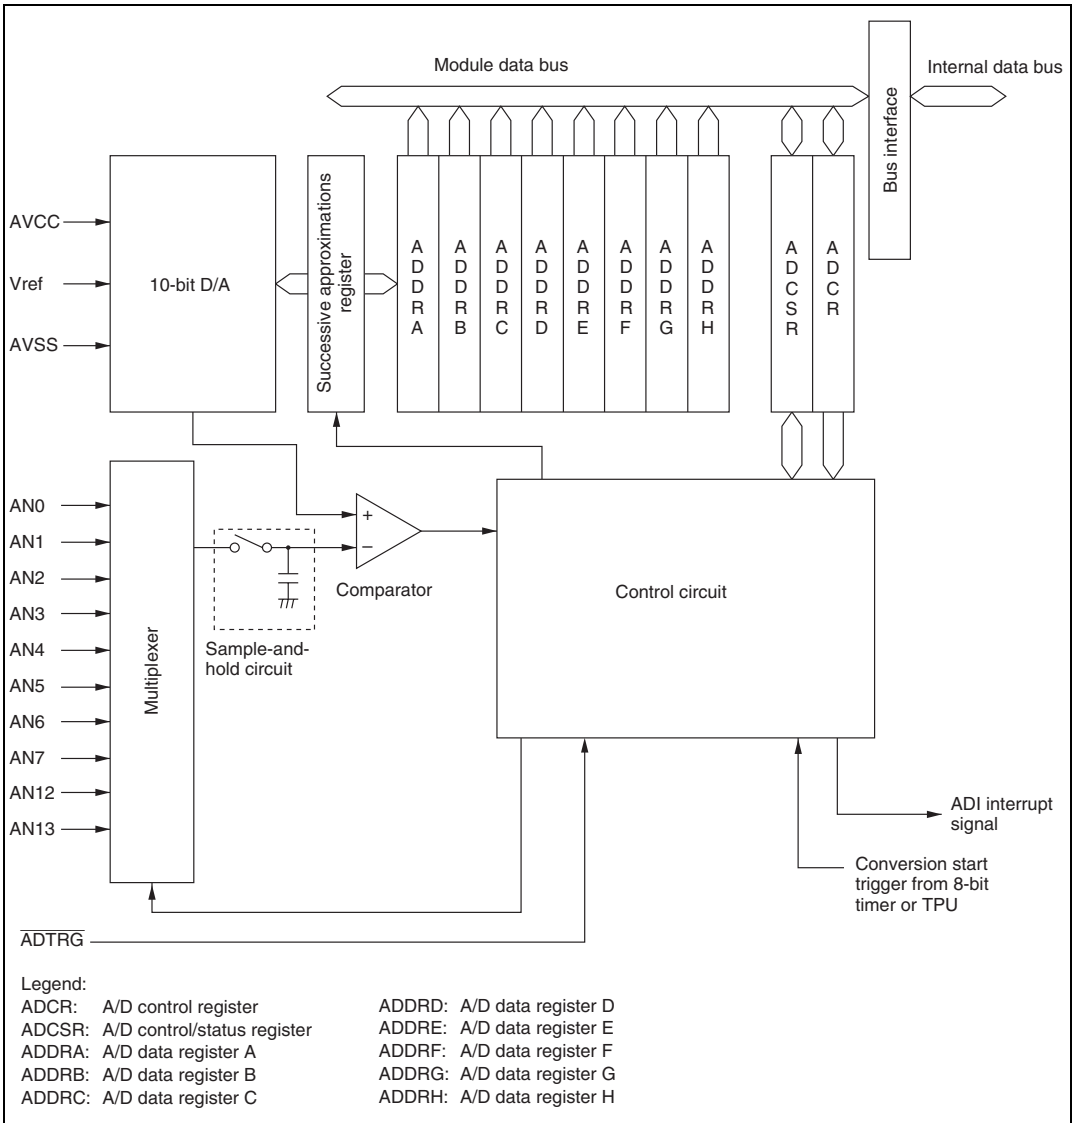 Module data bus
Internal data bus
Bus interface
AVCC
Vref
AVSS
10-bit D/A
Successive approximations
register
ADDRA
ADDRB
ADDRC
ADDRD
ADDRE
ADDRF
ADDRG
ADDRH
ADCSR
ADCR
AN0
AN1
AN2
AN3
AN4
AN5
AN6
AN7
AN12
AN13
Multiplexer
+
−
Comparator
Sample-and-
hold circuit
Control circuit
ADI interrupt
signal
Conversion start
trigger from 8-bit
timer or TPU
ADTRG
Legend:
ADCR: A/D control register
ADCSR: A/D control/status register
ADDRA: A/D data register A
ADDRB: A/D data register B
ADDRC: A/D data register C
ADDRD: A/D data register D
ADDRE: A/D data register E
ADDRF: A/D data register F
ADDRG: A/D data register G
ADDRH: A/D data register H